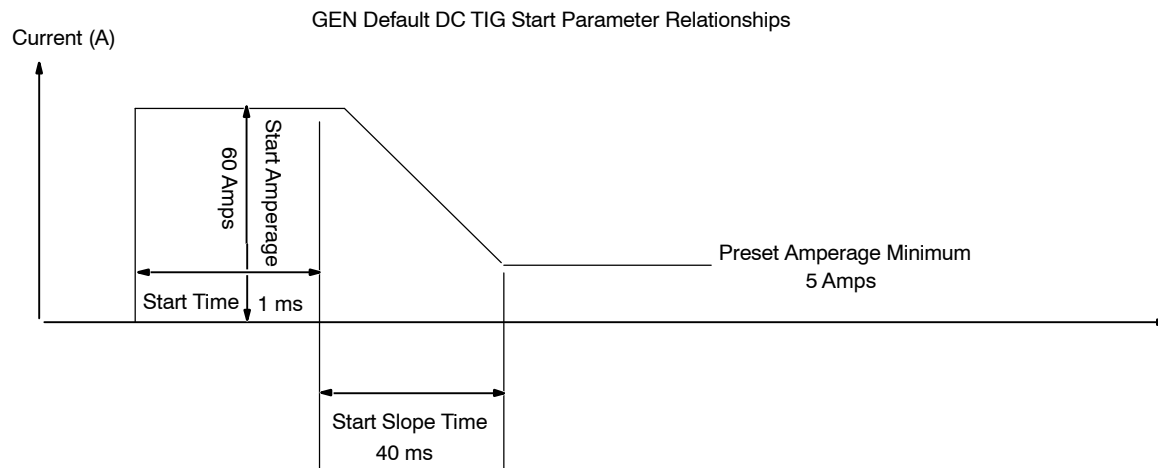 GEN Default DC TIG Start Parameter Relationships
Current (A)
Start Amperage
60 Amps
Start Time
1 ms
Preset Amperage Minimum
5 Amps
Start Slope Time
40 ms